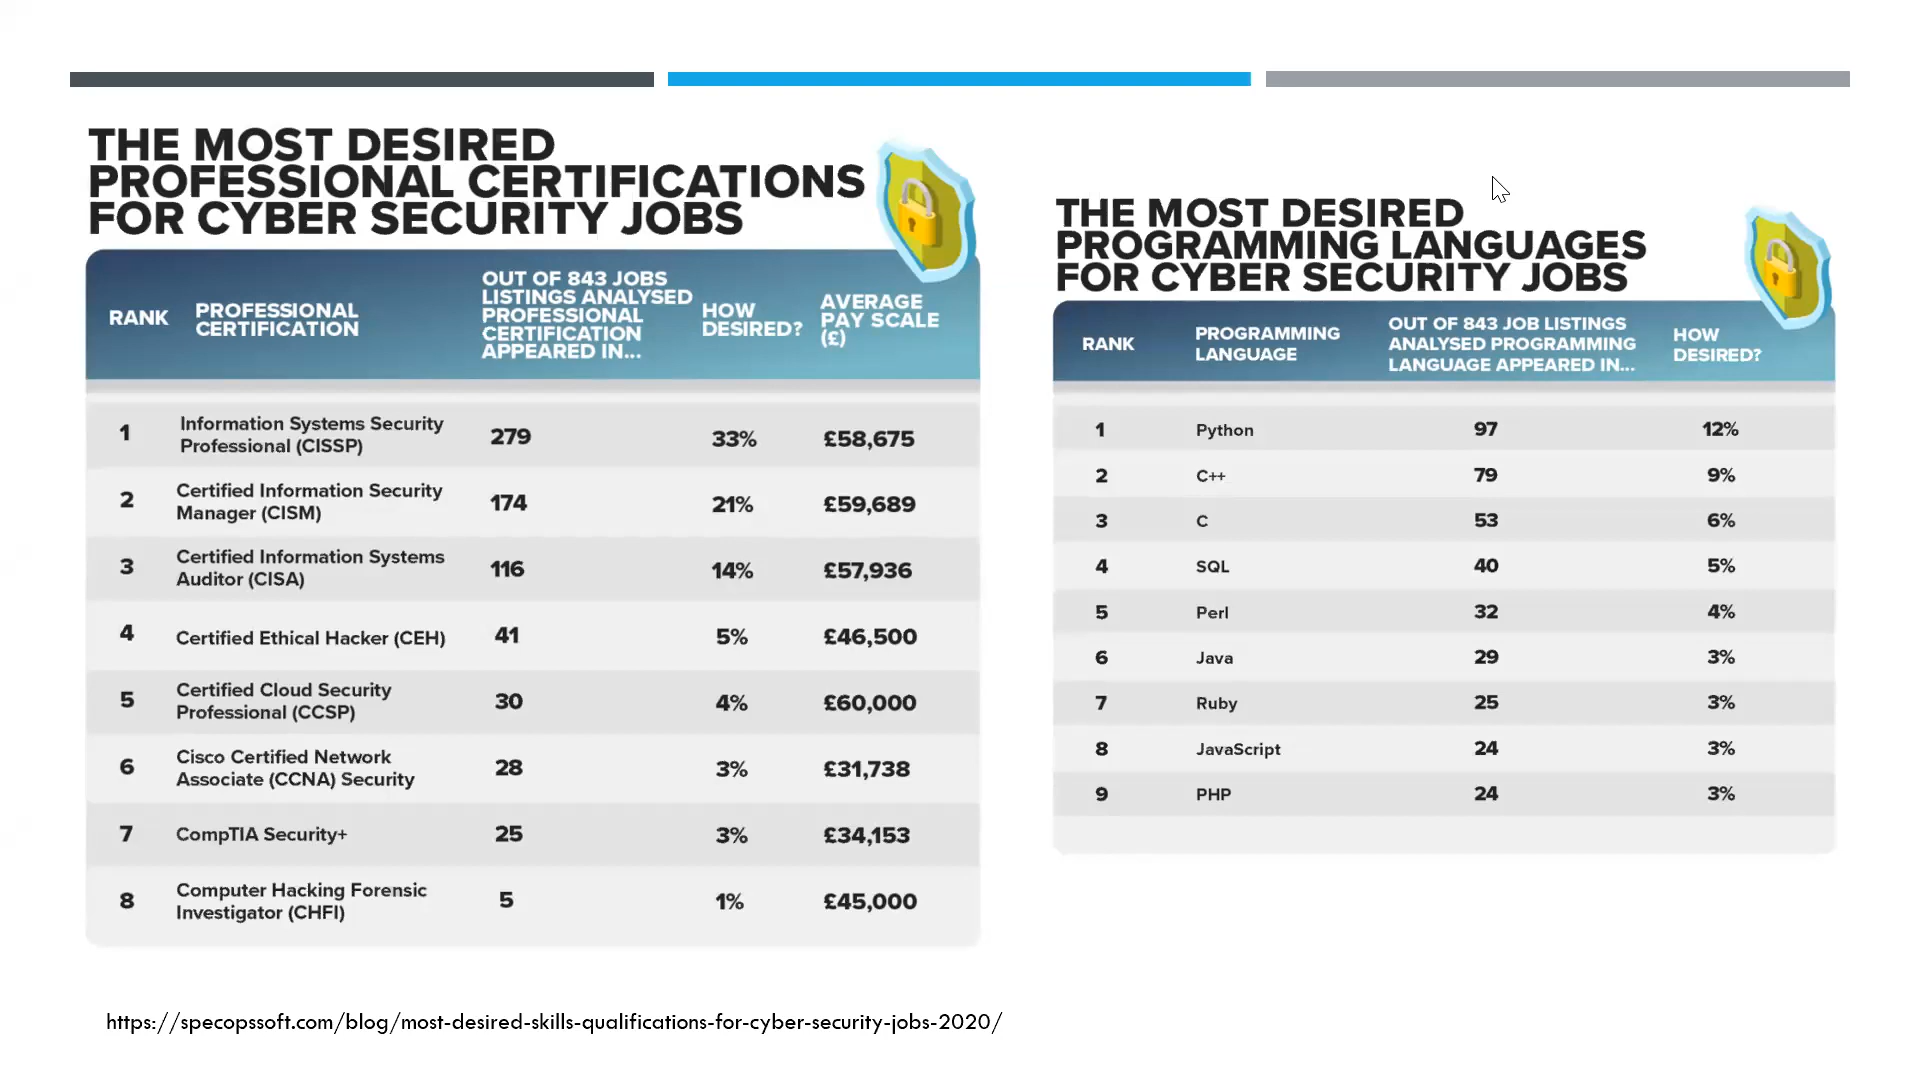 THE MOST DESIRED
PROFESSIONAL CERTIFICATIONS
FOR CYBER SECURITY JOBS
RANK
PROFESSIONAL
CERTIFICATION
OUT OF 843 JOBS
LISTINGS ANALYSED
PROFESSIONAL
CERTIFICATION
APPEARED IN...
HOW
DESIRED?
AVERAGE
PAY SCALE
(£)
1
Information Systems Security
Professional (CISSP)
279
33%
£58,675
2
Certified Information Security
Manager (CISM)
174
21%
£59,689
3
Certified Information Systems
Auditor (CISA)
116
14%
£57,936
4
Certified Ethical Hacker (CEH)
41
5%
£46,500
5
Certified Cloud Security
Professional (CCSP)
30
4%
£60,000
6
Cisco Certified Network
Associate (CCNA) Security
28
3%
£31,738
7
CompTIA Security+
25
3%
£34,153
8
Computer Hacking Forensic
Investigator (CHFI)
5
1%
£45,000
THE MOST DESIRED
PROGRAMMING LANGUAGES
FOR CYBER SECURITY JOBS
RANK
PROGRAMMING
LANGUAGE
OUT OF 843 JOB LISTINGS
ANALYSED PROGRAMMING
LANGUAGE APPEARED IN...
HOW
DESIRED?
1 Python 97 12%
2 C++ 79 9%
3 C 53 6%
4 SQL 40 5%
5 Perl 32 4%
6 Java 29 3%
7 Ruby 25 3%
8 JavaScript 24 3%
9 PHP 24 3%
https://specopssoft.com/blog/most-desired-skills-qualifications-for-cyber-security-jobs-2020/